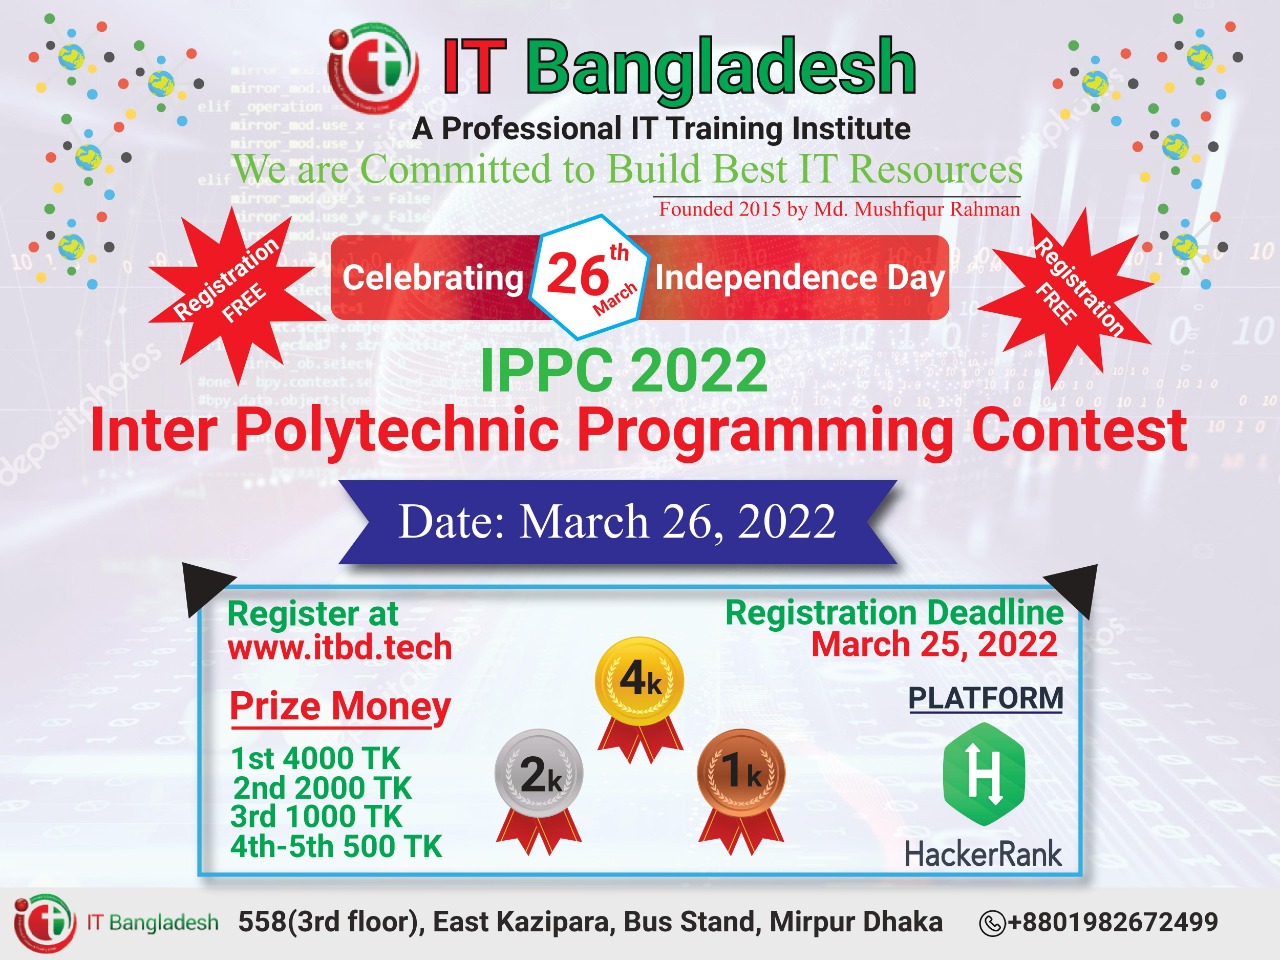 IT Bangladesh
A Professional IT Training Institute
We are Committed to Build Best IT Resources
Founded 2015 by Md. Mushfiqur Rahman
Registration
FREE
Celebrating 26th March Independence Day
Registration
FREE
IPPC 2022
Inter Polytechnic Programming Contest
Date: March 26, 2022
Register at
www.itbd.tech
Registration Deadline
March 25, 2022
Prize Money
1st 4000 TK
2nd 2000 TK
3rd 1000 TK
4th-5th 500 TK
4k
2k
1k
PLATFORM
H
HackerRank
IT Bangladesh
558(3rd floor), East Kazipara, Bus Stand, Mirpur Dhaka
+8801982672499
depositphotos